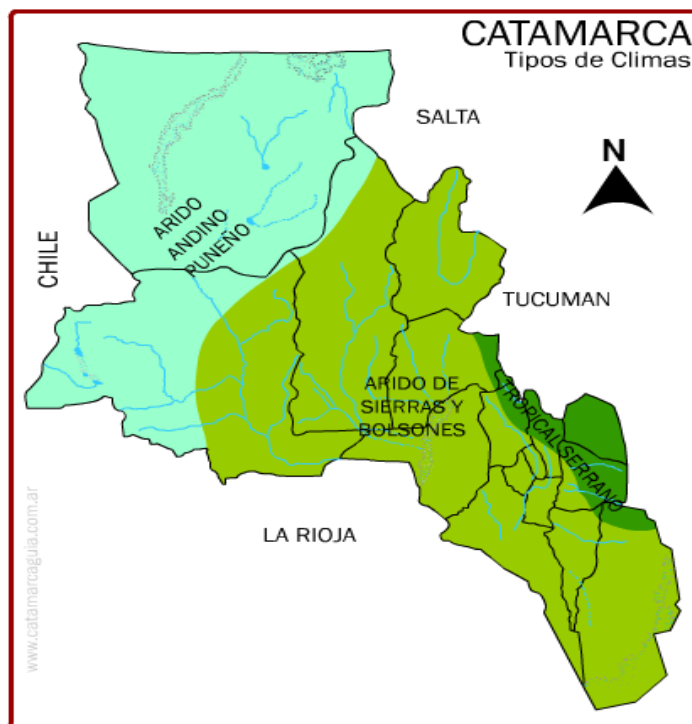 CATAMARCA
Tipos de Climas
SALTA
N
ARIDO
ANDINO
PUNEÑO
CHILE
TUCUMAN
ARIDO DE
SIERRAS Y
BOLSONES
TROPICAL SERRANO
LA RIOJA
www.catamarcaguia.com.ar